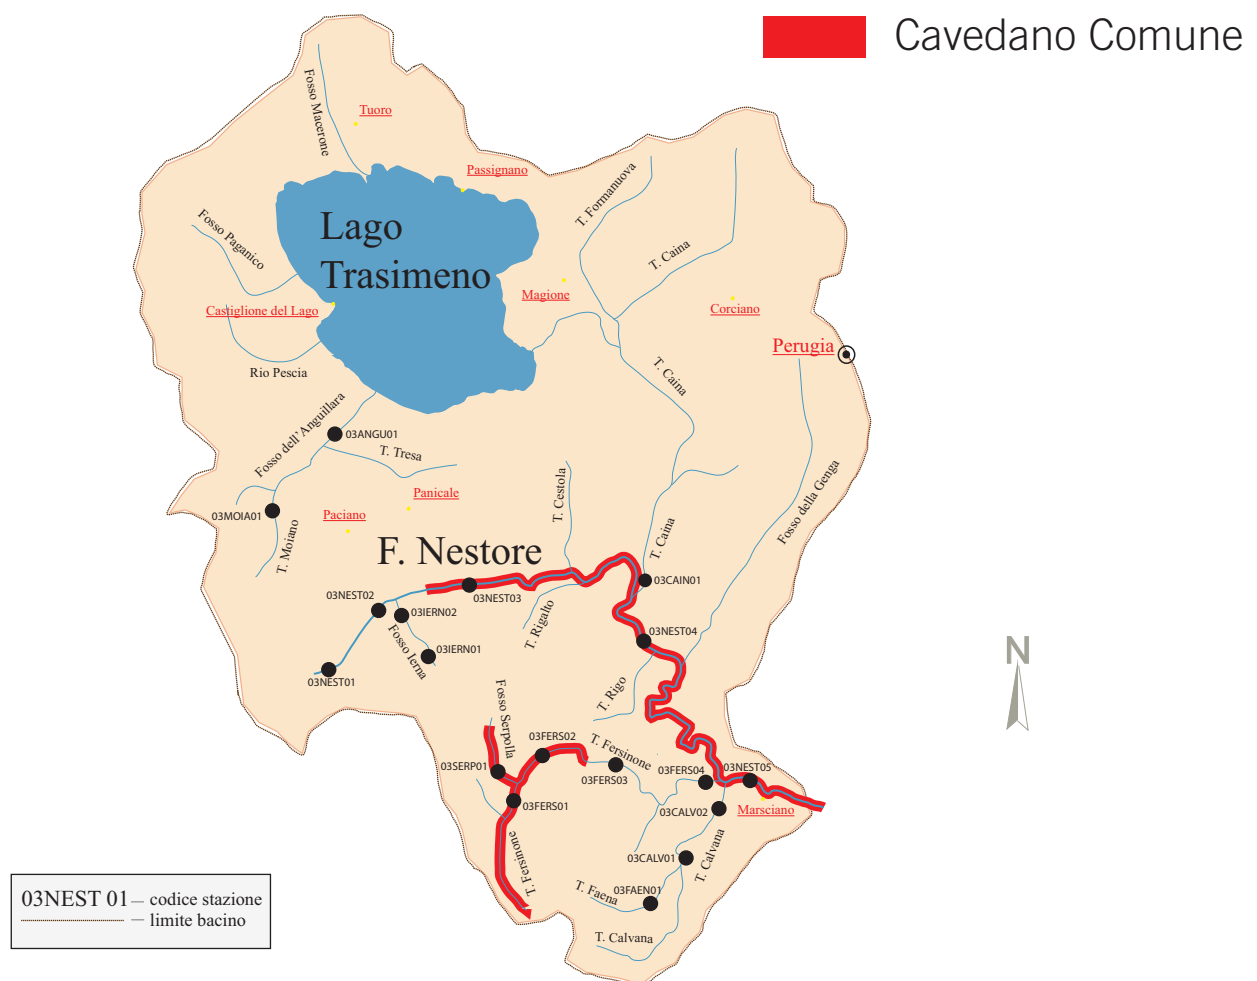 Cavedano Comune
Fosso Macerone
Tuoro
Passignano
T. Formanuova
Lago
Trasimeno
Fosso Paganico
T. Caina
Magione
Castiglione del Lago
Corciano
Perugia
Rio Pescia
T. Caina
Fosso dell'Anguillara
03ANGU01
T. Tresa
T. Cestola
Fosso della Genga
Panicale
03MOIA01
Paciano
T. Moiano
T. Caina
F. Nestore
03CAIN01
03NEST02
03NEST03
03IERN02
T. Rigalto
03NEST04
Fosso Ierna
03IERN01
03NEST01
N
T. Rigo
Fosso Serpolla
03FERS02
T. Fersinone
03SERP01
03FERS03
03FERS04
03NEST05
03FERS01
03CALV02
Marsciano
T. Fersinone
03CALV01
T. Calvana
T. Faena
03FAEN01
T. Calvana
03NEST 01 — codice stazione
— limite bacino